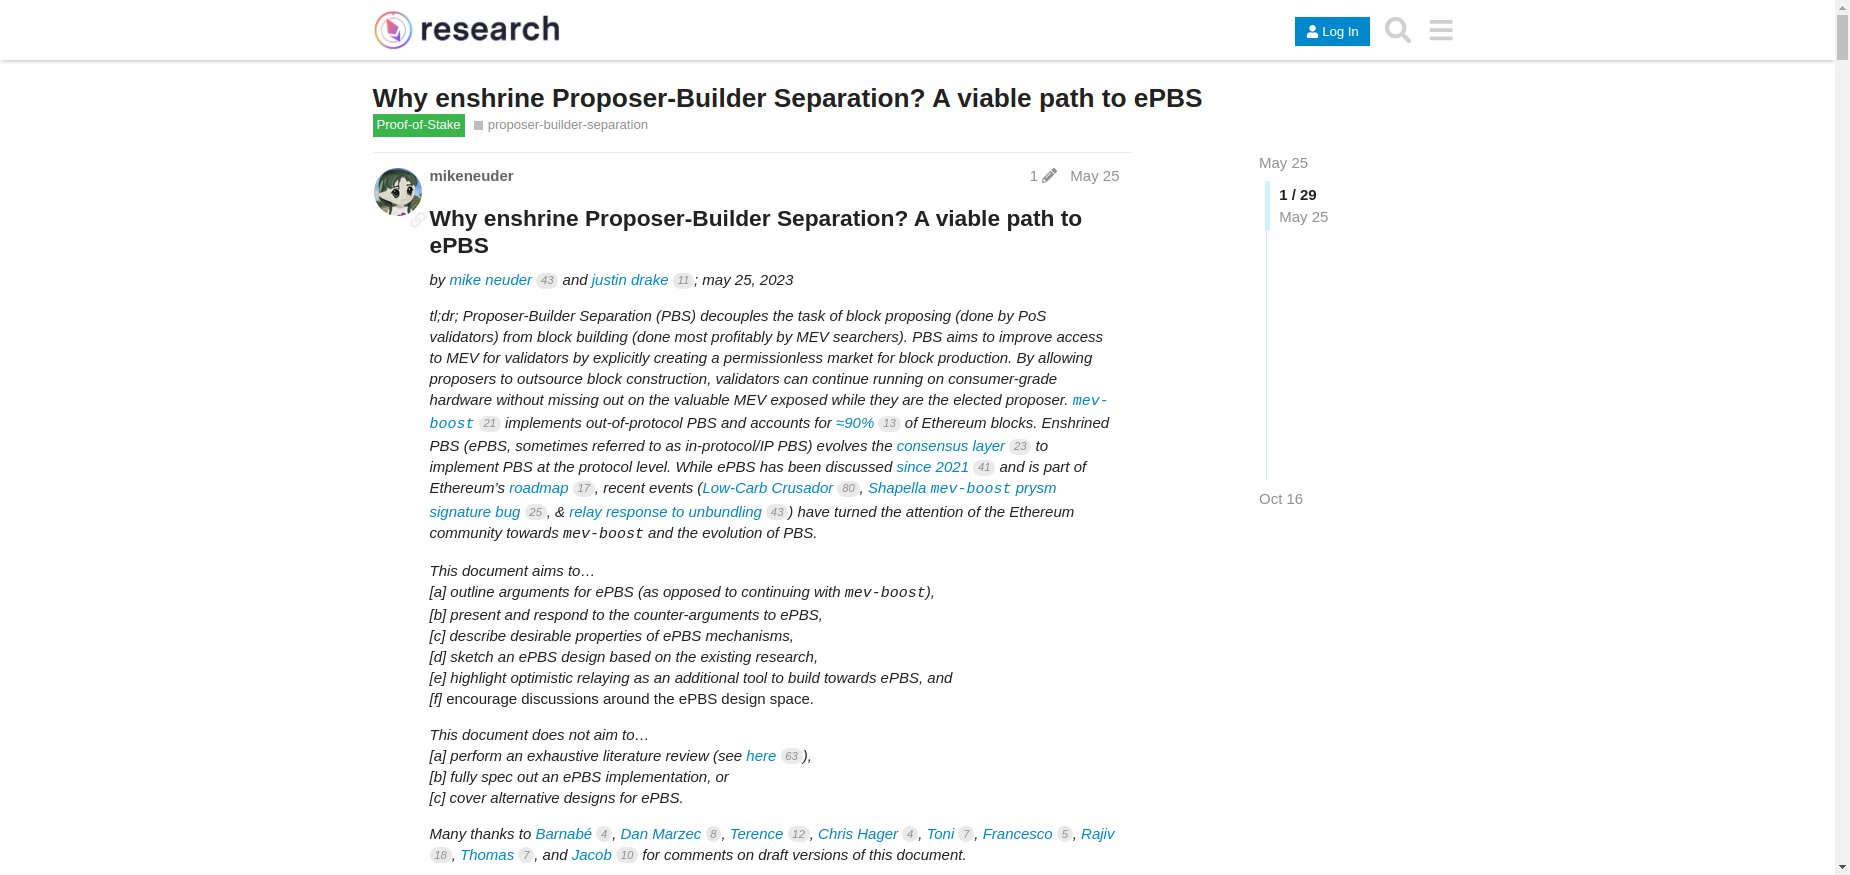 research
Log In
Why enshrine Proposer-Builder Separation? A viable path to ePBS
Proof-of-Stake proposer-builder-separation
mikeneuder 1 May 25
Why enshrine Proposer-Builder Separation? A viable path to
ePBS
by mike neuder 43 and justin drake 11; may 25, 2023
tl;dr; Proposer-Builder Separation (PBS) decouples the task of block proposing (done by PoS
validators) from block building (done most profitably by MEV searchers). PBS aims to improve access
to MEV for validators by explicitly creating a permissionless market for block production. By allowing
proposers to outsource block construction, validators can continue running on consumer-grade
hardware without missing out on the valuable MEV exposed while they are the elected proposer. mev-
boost 21 implements out-of-protocol PBS and accounts for ≈90% 13 of Ethereum blocks. Enshrined
PBS (ePBS, sometimes referred to as in-protocol/IP PBS) evolves the consensus layer 23 to
implement PBS at the protocol level. While ePBS has been discussed since 2021 41 and is part of
Ethereum’s roadmap 17, recent events (Low-Carb Crusador 80, Shapella mev-boost prysm
signature bug 25, & relay response to unbundling 43) have turned the attention of the Ethereum
community towards mev-boost and the evolution of PBS.
This document aims to…
[a] outline arguments for ePBS (as opposed to continuing with mev-boost),
[b] present and respond to the counter-arguments to ePBS,
[c] describe desirable properties of ePBS mechanisms,
[d] sketch an ePBS design based on the existing research,
[e] highlight optimistic relaying as an additional tool to build towards ePBS, and
[f] encourage discussions around the ePBS design space.
This document does not aim to…
[a] perform an exhaustive literature review (see here 63),
[b] fully spec out an ePBS implementation, or
[c] cover alternative designs for ePBS.
Many thanks to Barnabé 4, Dan Marzec 8, Terence 12, Chris Hager 4, Toni 7, Francesco 5, Rajiv
18, Thomas 7, and Jacob 10 for comments on draft versions of this document.
May 25
1 / 29
May 25
Oct 16